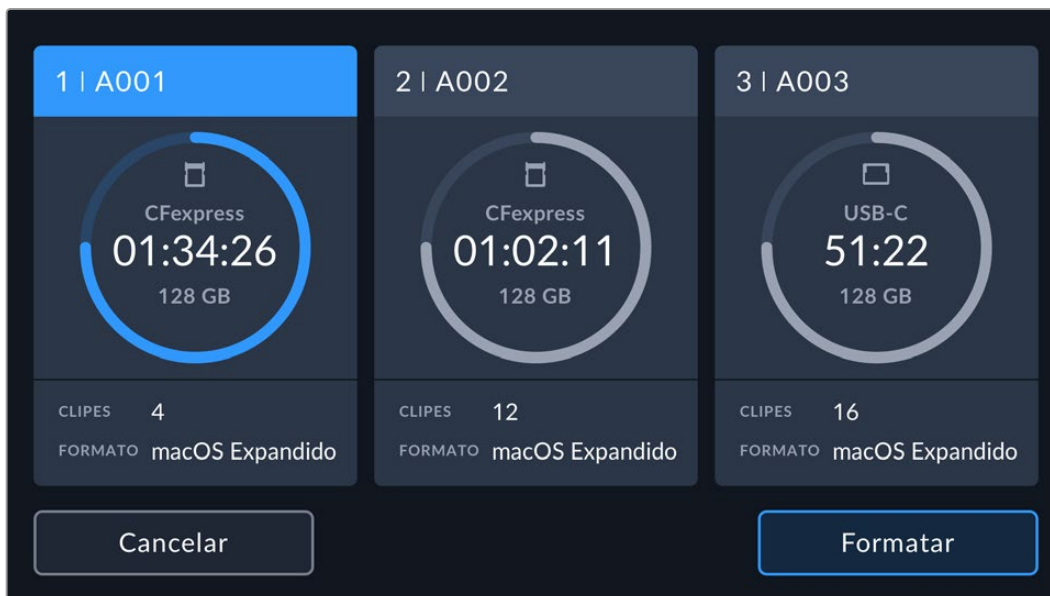 1 | A001
CFexpress
01:34:26
128 GB
CLIPES 4
FORMATO macOS Expandido
2 | A002
CFexpress
01:02:11
128 GB
CLIPES 12
FORMATO macOS Expandido
3 | A003
USB-C
51:22
128 GB
CLIPES 16
FORMATO macOS Expandido
Cancelar
Formatar